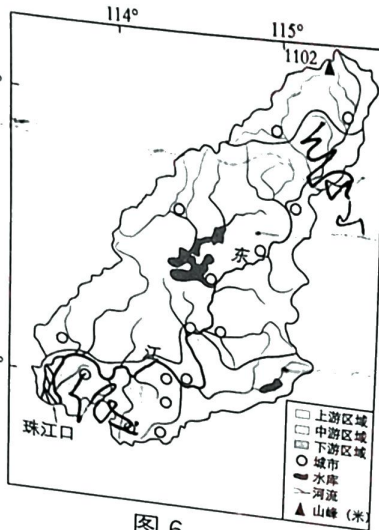 114°
115°
1102
东
江
珠江口
上游区域
中游区域
下游区域
城市
水库
河流
山峰（米）
图 6